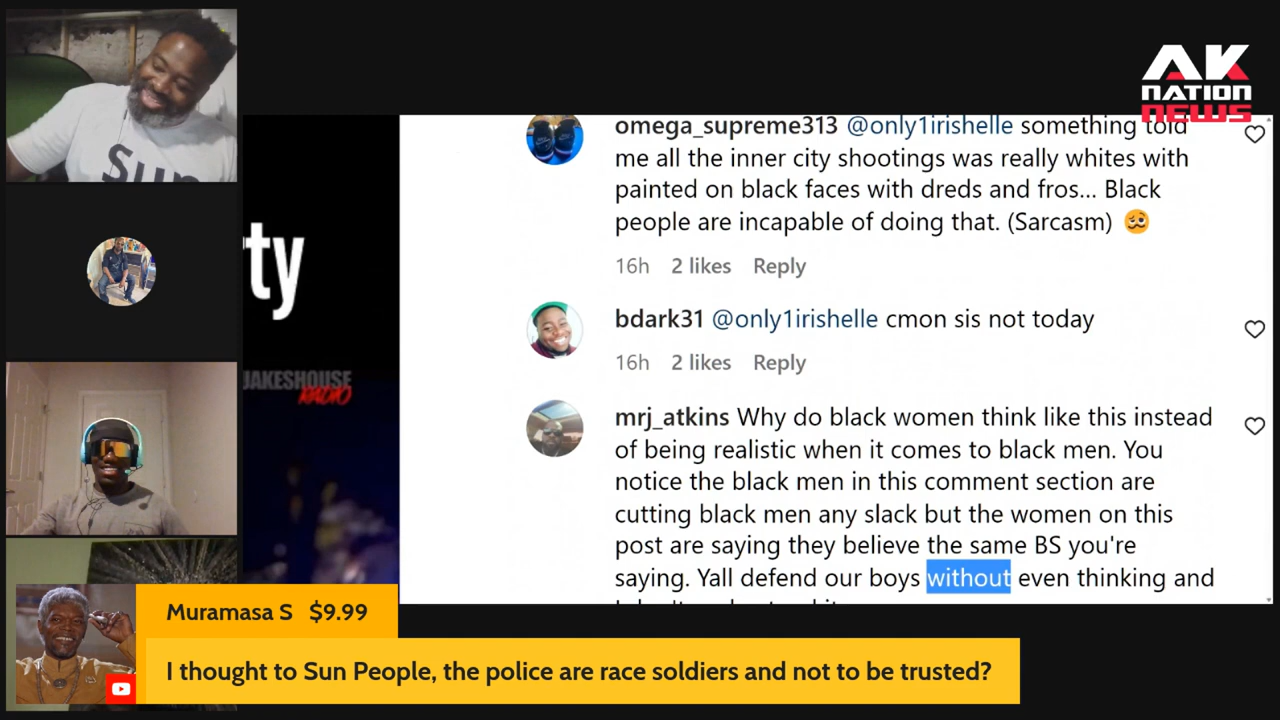 AK
NATION
NEWS
SUN
ty
JAKESHOUSE
RADIO
omega_supreme313 @only1irishelle something told
me all the inner city shootings was really whites with
painted on black faces with dreds and fros... Black
people are incapable of doing that. (Sarcasm) 🥴
16h 2 likes Reply
bdark31 @only1irishelle cmon sis not today
16h 2 likes Reply
mrj_atkins Why do black women think like this instead
of being realistic when it comes to black men. You
notice the black men in this comment section are
cutting black men any slack but the women on this
post are saying they believe the same BS you're
saying. Yall defend our boys without even thinking and
Muramasa S $9.99
I thought to Sun People, the police are race soldiers and not to be trusted?